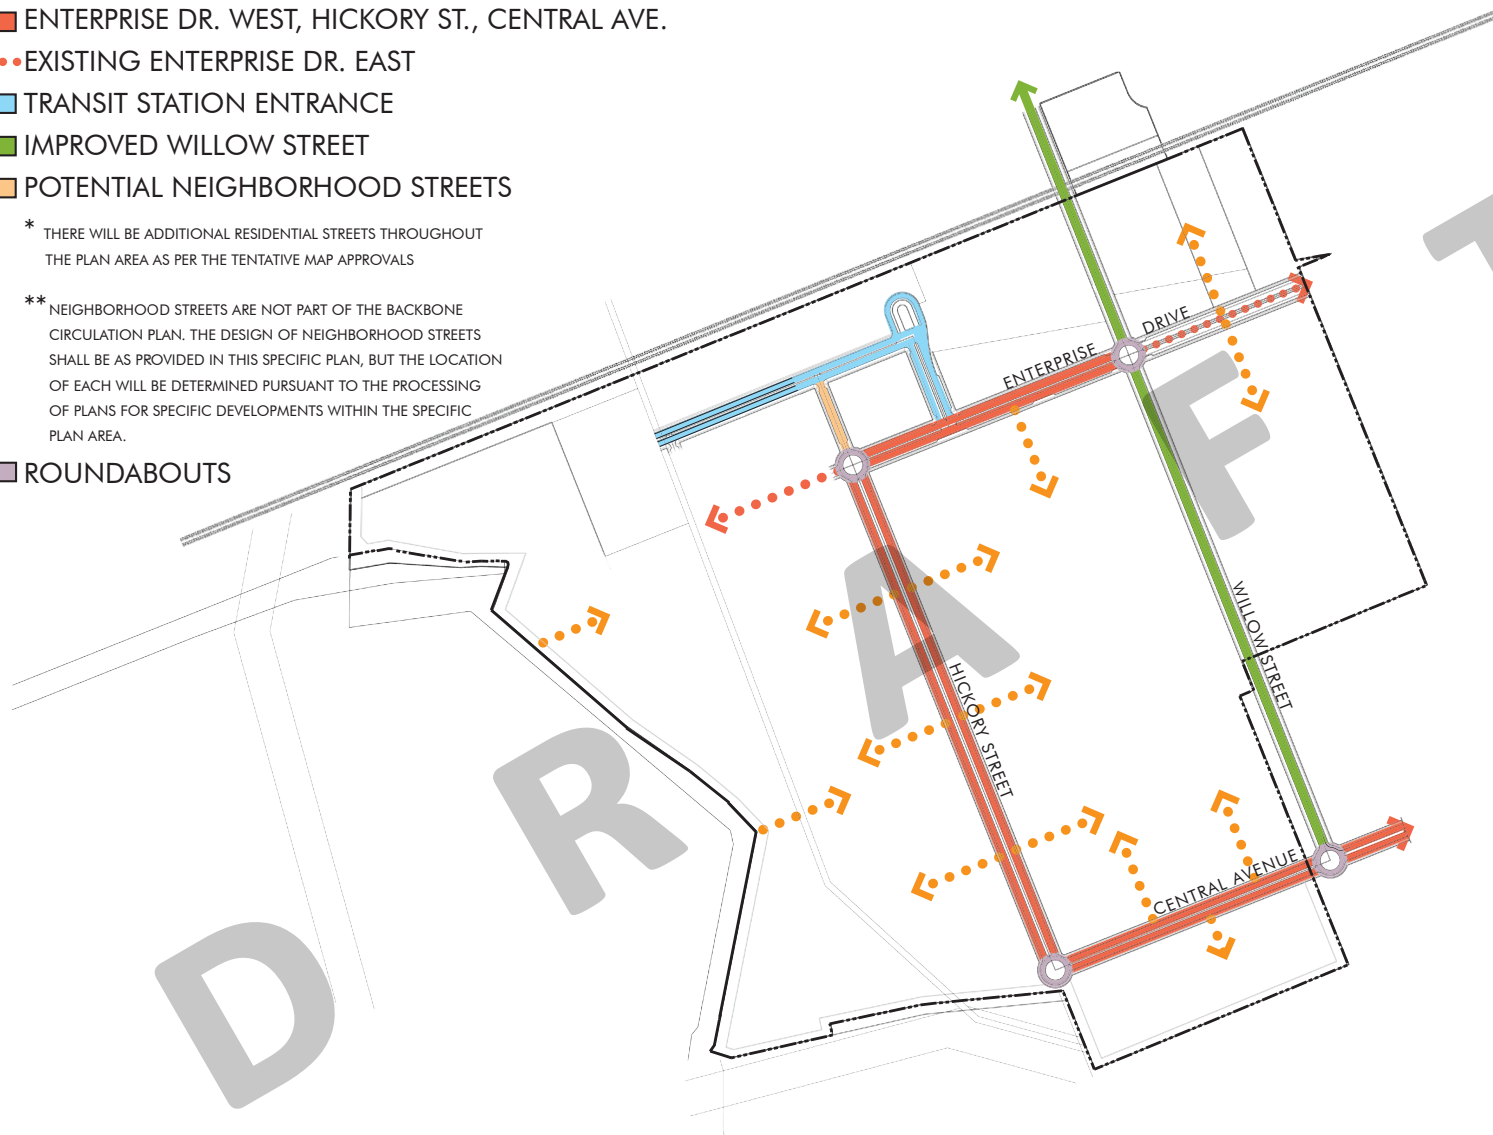 ENTERPRISE DR. WEST, HICKORY ST., CENTRAL AVE.
EXISTING ENTERPRISE DR. EAST
TRANSIT STATION ENTRANCE
IMPROVED WILLOW STREET
POTENTIAL NEIGHBORHOOD STREETS
* THERE WILL BE ADDITIONAL RESIDENTIAL STREETS THROUGHOUT
THE PLAN AREA AS PER THE TENTATIVE MAP APPROVALS
** NEIGHBORHOOD STREETS ARE NOT PART OF THE BACKBONE
CIRCULATION PLAN. THE DESIGN OF NEIGHBORHOOD STREETS
SHALL BE AS PROVIDED IN THIS SPECIFIC PLAN, BUT THE LOCATION
OF EACH WILL BE DETERMINED PURSUANT TO THE PROCESSING
OF PLANS FOR SPECIFIC DEVELOPMENTS WITHIN THE SPECIFIC
PLAN AREA.
ROUNDABOUTS
ENTERPRISE DRIVE
WILLOW STREET
HICKORY STREET
CENTRAL AVENUE
DRAFT